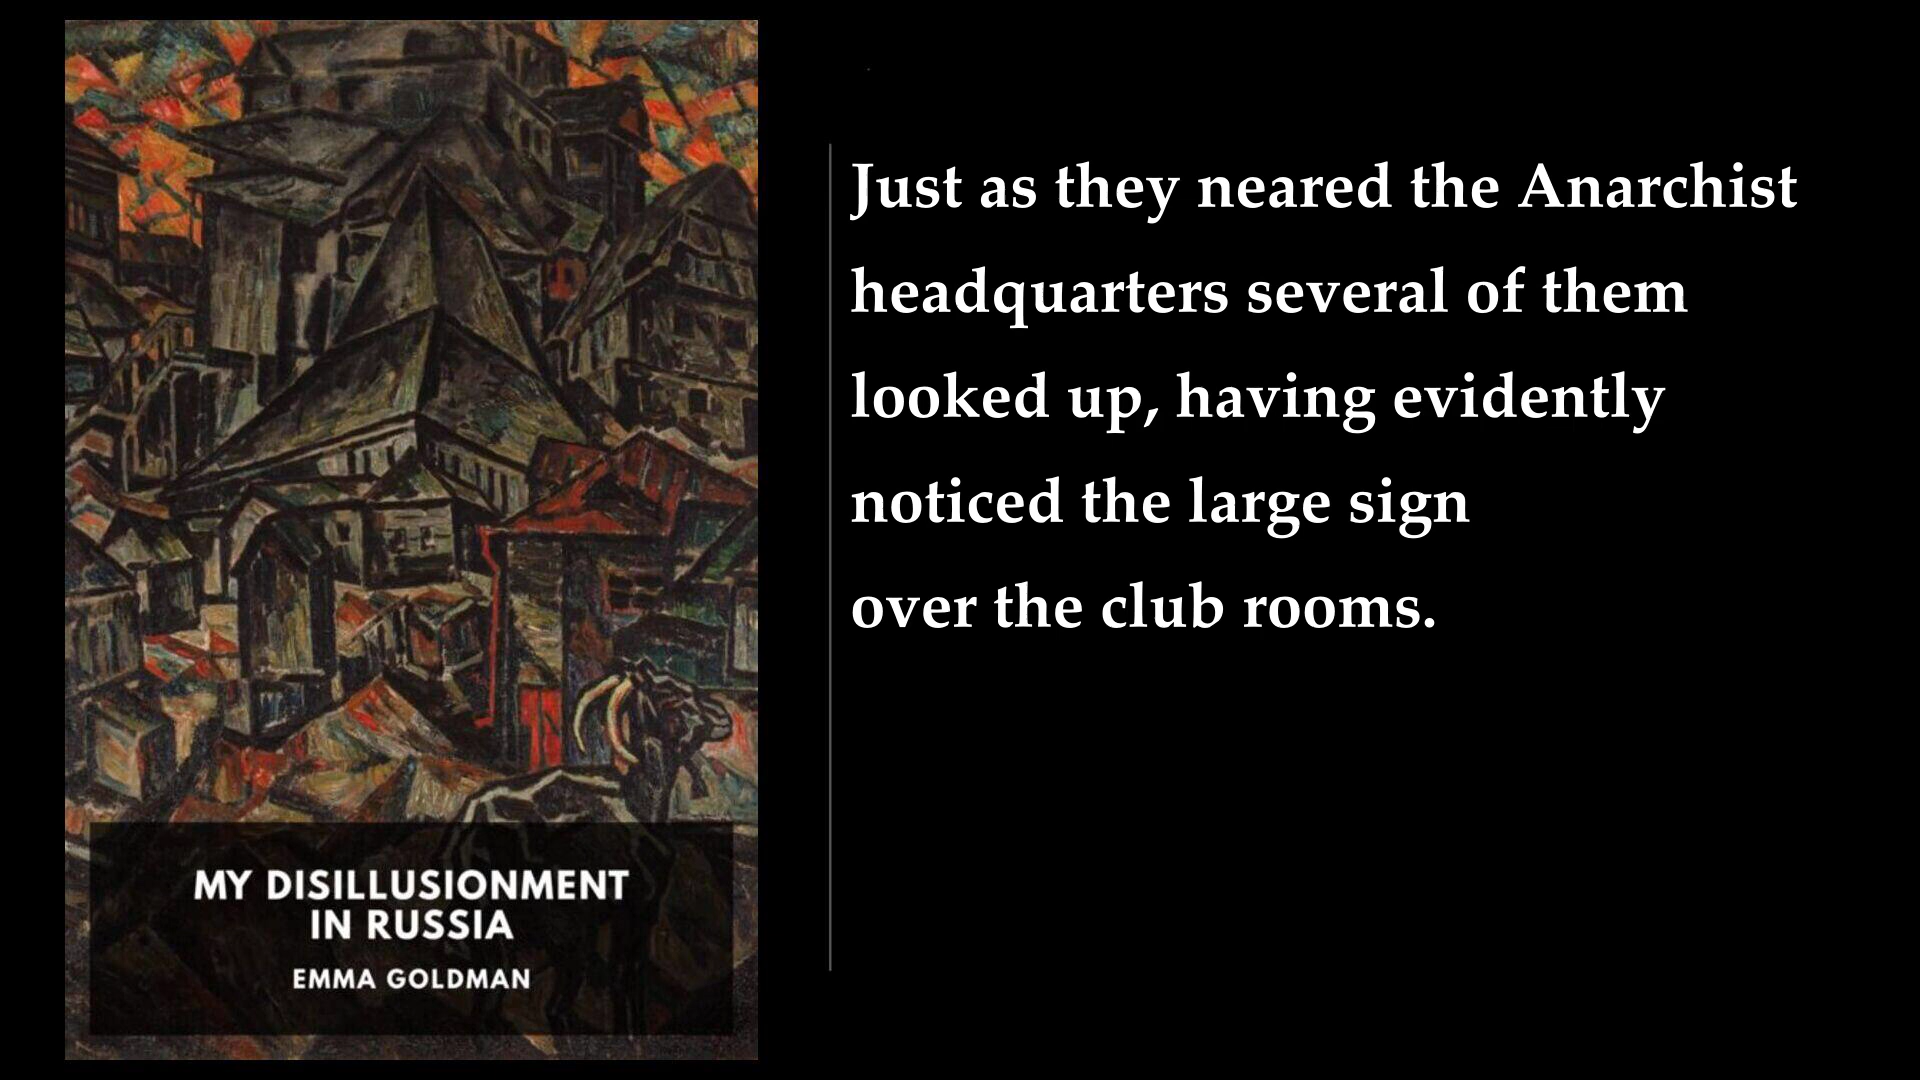 Just as they neared the Anarchist
headquarters several of them
looked up, having evidently
noticed the large sign
over the club rooms.
MY DISILLUSIONMENT
IN RUSSIA
EMMA GOLDMAN